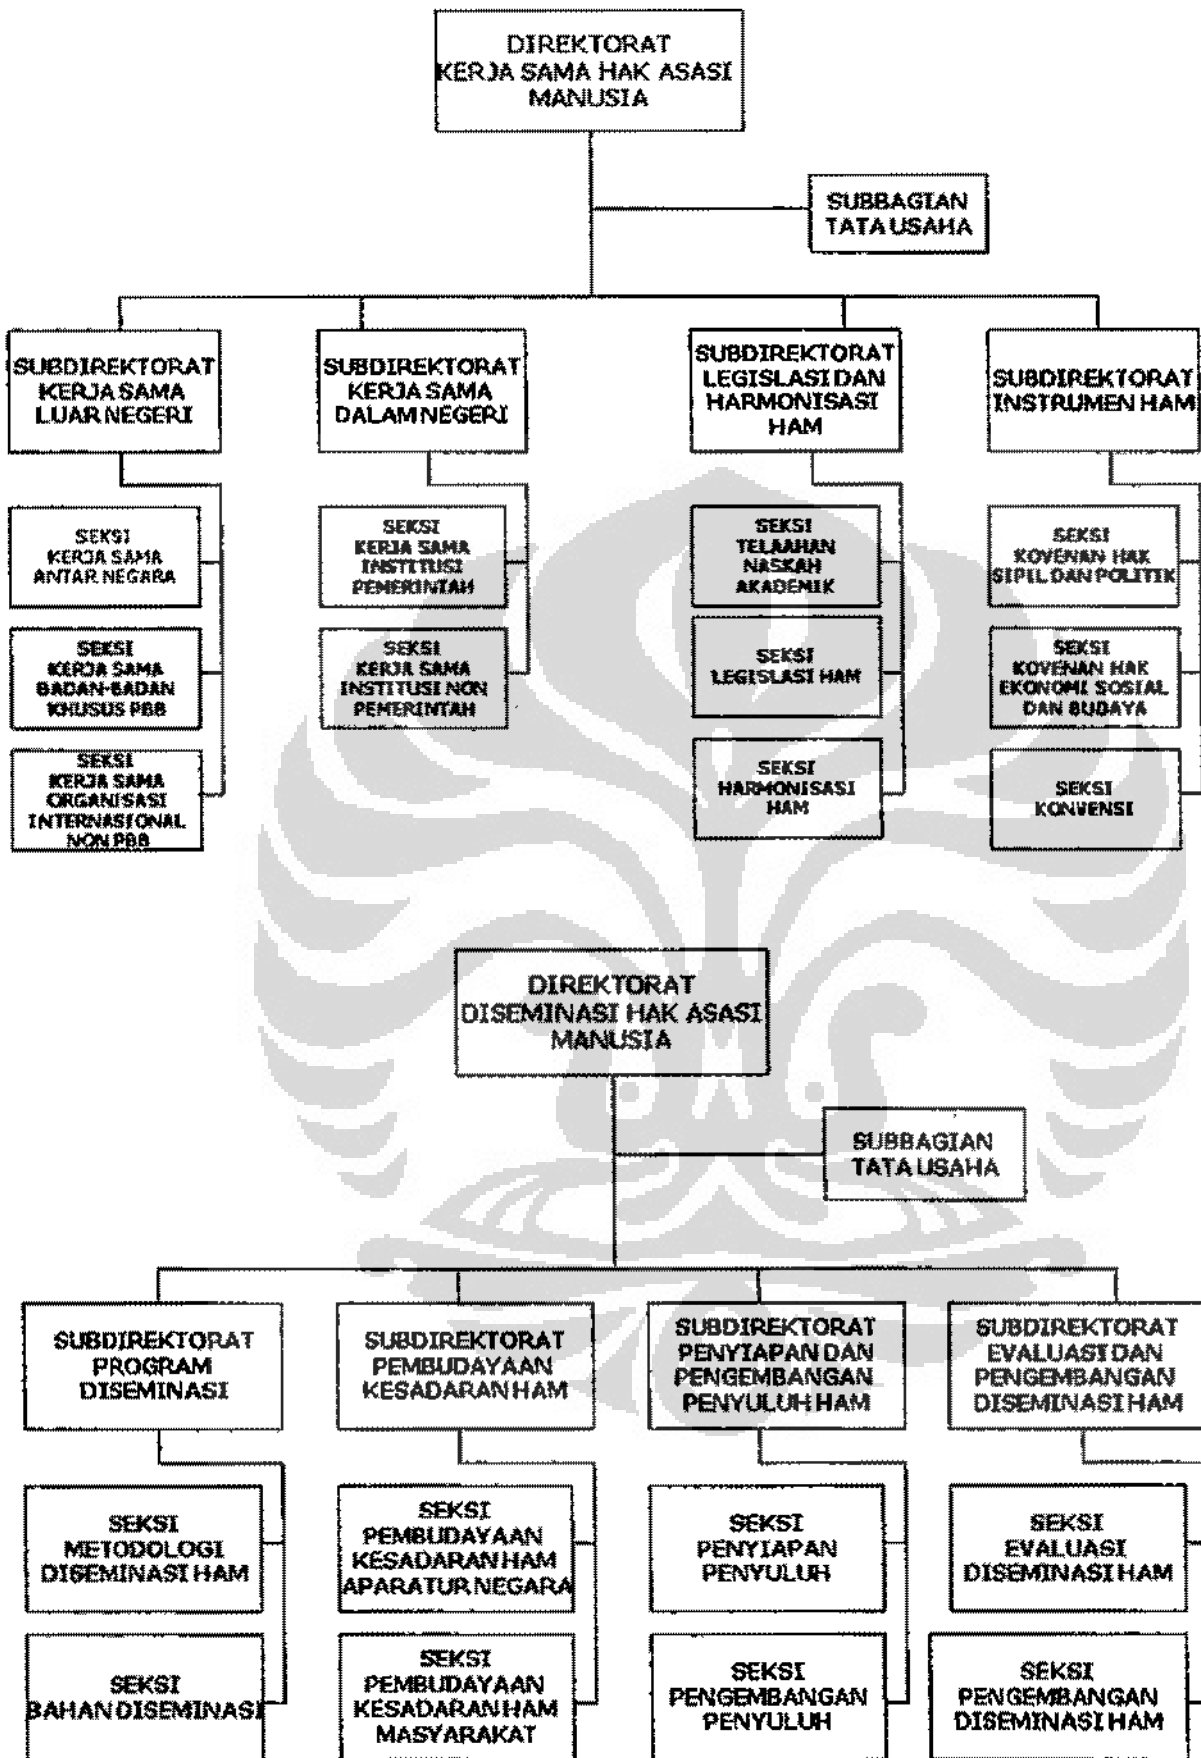 DIREKTORAT
KERJA SAMA HAK ASASI
MANUSIA
SUBBAGIAN
TATA USAHA
SUBDIREKTORAT
KERJA SAMA
LUAR NEGERI
SUBDIREKTORAT
KERJA SAMA
DALAM NEGERI
SUBDIREKTORAT
LEGISLASI DAN
HARMONISASI
HAM
SUBDIREKTORAT
INSTRUMEN HAM
SEKSI
KERJA SAMA
ANTAR NEGARA
SEKSI
KERJA SAMA
INSTITUSI
PEMERINTAH
SEKSI
TELAAHAN
NASKAH
AKADEMIK
SEKSI
KOVENAN HAK
SIPIL DAN POLITIK
SEKSI
KERJA SAMA
BADAN-BADAN
KHUSUS PBB
SEKSI
KERJA SAMA
INSTITUSI NON
PEMERINTAH
SEKSI
LEGISLASI HAM
SEKSI
KOVENAN HAK
EKONOMI SOSIAL
DAN BUDAYA
SEKSI
KERJA SAMA
ORGANISASI
INTERNASIONAL
NON PBB
SEKSI
HARMONISASI
HAM
SEKSI
KONVENSI
DIREKTORAT
DISEMINASI HAK ASASI
MANUSIA
SUBBAGIAN
TATA USAHA
SUBDIREKTORAT
PROGRAM
DISEMINASI
SUBDIREKTORAT
PEMBUDAYAAN
KESADARAN HAM
SUBDIREKTORAT
PENYIAPAN DAN
PENGEMBANGAN
PENYULUH HAM
SUBDIREKTORAT
EVALUASI DAN
PENGEMBANGAN
DISEMINASI HAM
SEKSI
METODOLOGI
DISEMINASI HAM
SEKSI
PEMBUDAYAAN
KESADARAN HAM
APARATUR NEGARA
SEKSI
PENYIAPAN
PENYULUH
SEKSI
EVALUASI
DISEMINASI HAM
SEKSI
BAHAN DISEMINASI
SEKSI
PEMBUDAYAAN
KESADARAN HAM
MASYARAKAT
SEKSI
PENGEMBANGAN
PENYULUH
SEKSI
PENGEMBANGAN
DISEMINASI HAM